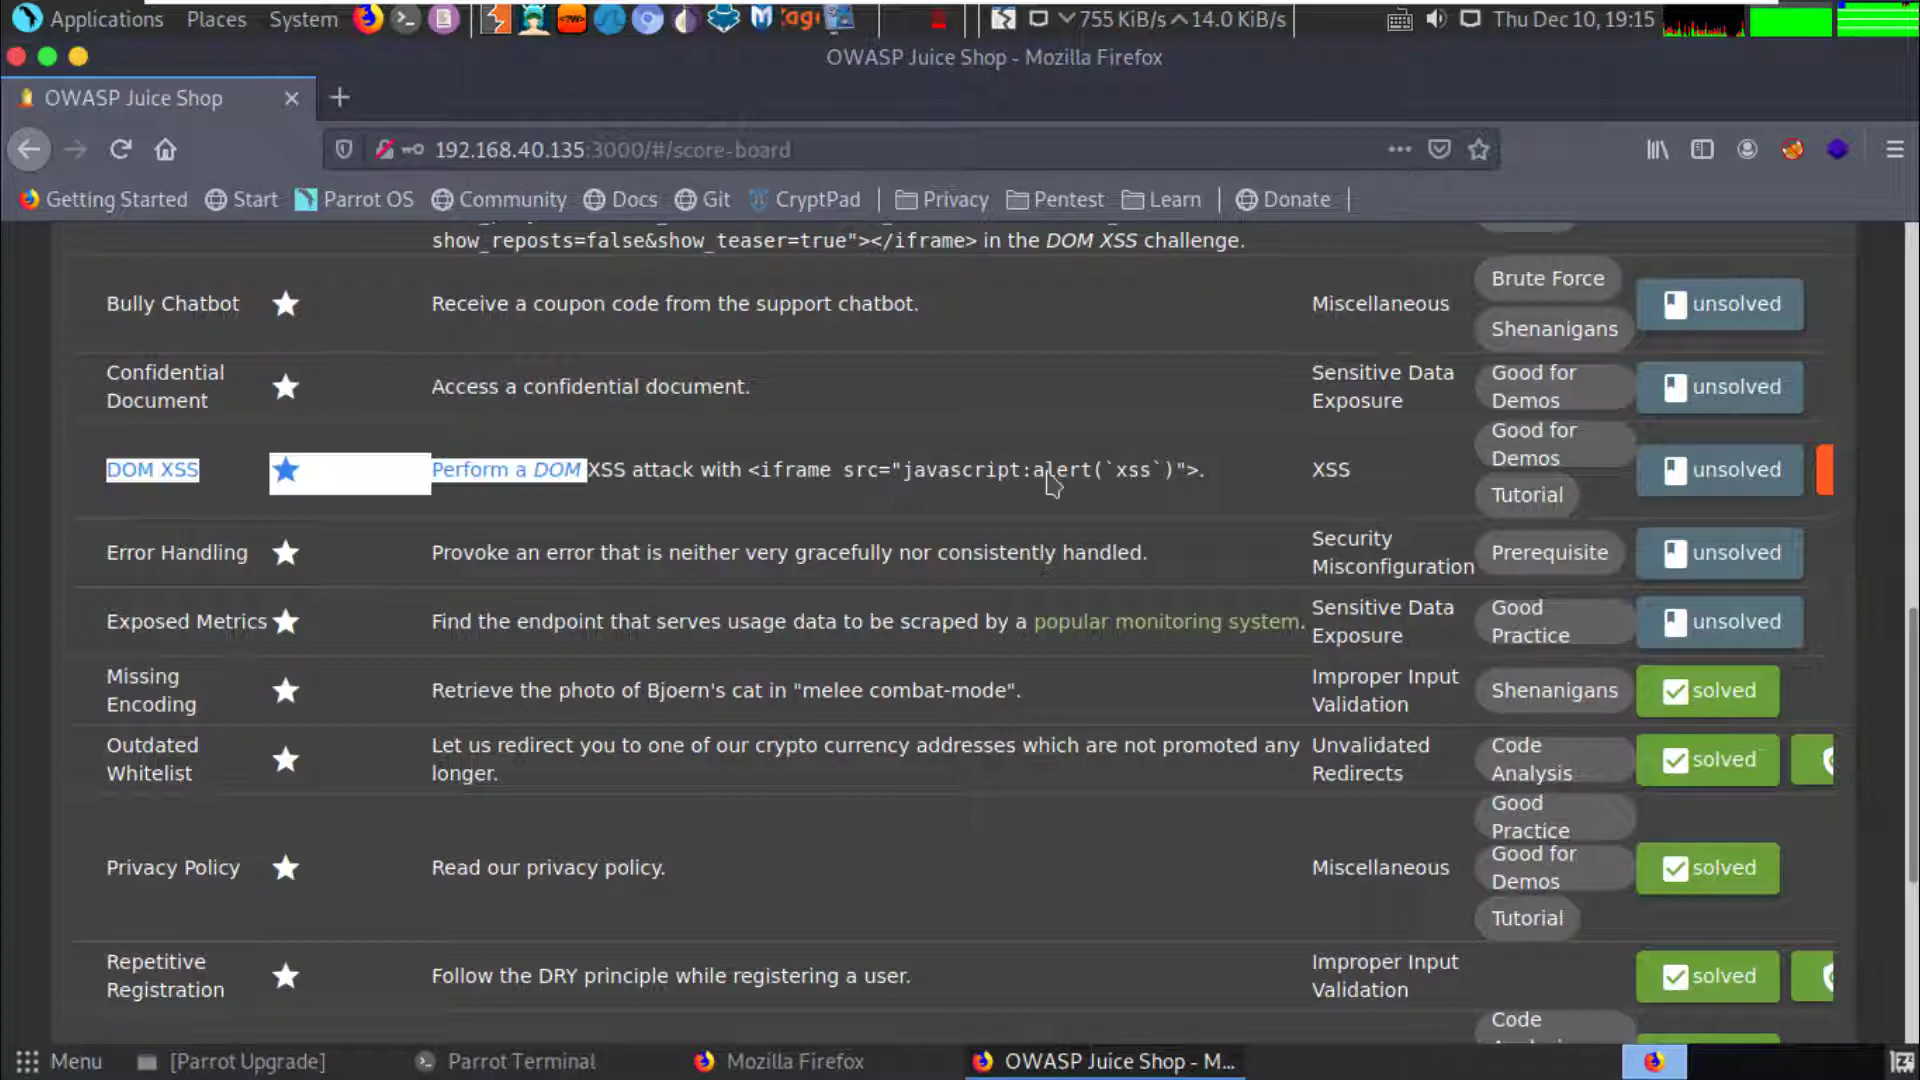 Applications Places System 755 KiB/s 14.0 KiB/s Thu Dec 10, 19:15
OWASP Juice Shop - Mozilla Firefox
OWASP Juice Shop
192.168.40.135:3000/#/score-board
Getting Started Start Parrot OS Community Docs Git CryptPad Privacy Pentest Learn Donate
show_reposts=false&show_teaser=true"></iframe> in the DOM XSS challenge.
Bully Chatbot Receive a coupon code from the support chatbot. Miscellaneous Brute Force
Shenanigans
unsolved
Confidential
Document
Access a confidential document.
Sensitive Data
Exposure
Good for
Demos
unsolved
DOM XSS Perform a DOM XSS attack with <iframe src="javascript:alert(`xss`)">. XSS
Good for
Demos
Tutorial
unsolved
Error Handling Provoke an error that is neither very gracefully nor consistently handled.
Security
Misconfiguration
Prerequisite
unsolved
Exposed Metrics Find the endpoint that serves usage data to be scraped by a popular monitoring system.
Sensitive Data
Exposure
Good
Practice
unsolved
Missing
Encoding
Retrieve the photo of Bjoern's cat in "melee combat-mode".
Improper Input
Validation
Shenanigans
solved
Outdated
Whitelist
Let us redirect you to one of our crypto currency addresses which are not promoted any
longer.
Unvalidated
Redirects
Code
Analysis
solved
Privacy Policy Read our privacy policy. Miscellaneous
Good
Practice
Good for
Demos
Tutorial
solved
Repetitive
Registration
Follow the DRY principle while registering a user.
Improper Input
Validation
solved
Code
Menu [Parrot Upgrade] Parrot Terminal Mozilla Firefox OWASP Juice Shop - M...